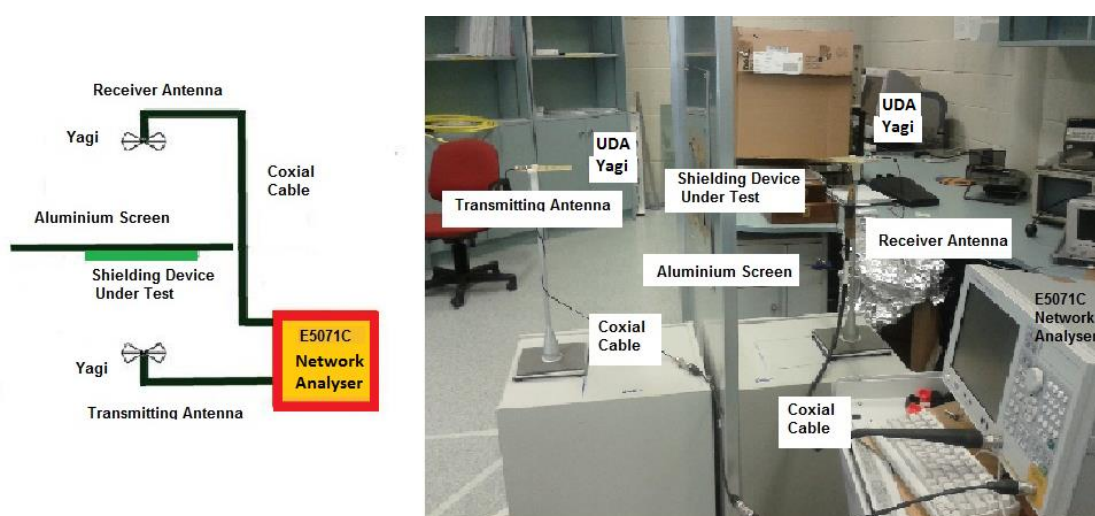 Receiver Antenna
Yagi
Coxial
Cable
Aluminium Screen
Shielding Device
Under Test
E5071C
Network
Analyser
Yagi
Transmitting Antenna
UDA
Yagi
UDA
Yagi
Shielding Device
Under Test
Transmitting Antenna
Receiver Antenna
Aluminium Screen
E5071C
Network
Analyser
Coxial
Cable
Coxial
Cable